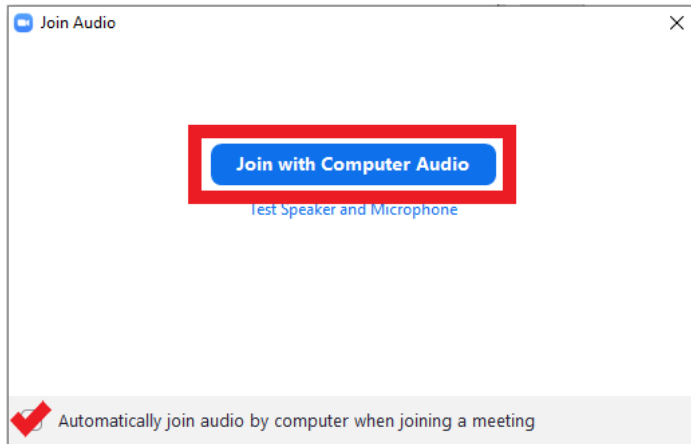 Join Audio
Join with Computer Audio
Test Speaker and Microphone
Automatically join audio by computer when joining a meeting